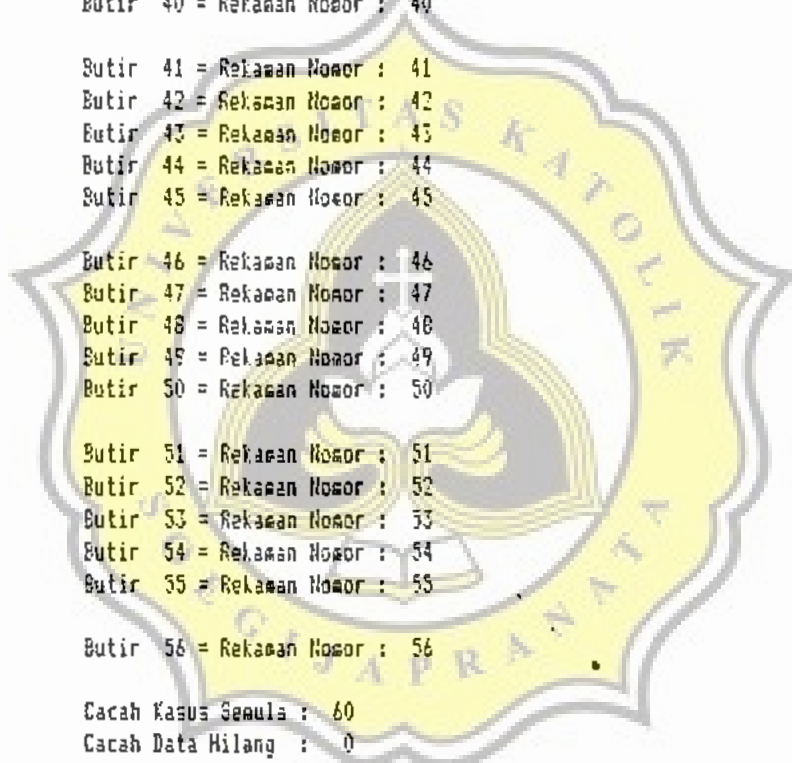 Butir 40 = Rekaman Nomor : 40
Butir 41 = Rekaman Nomor : 41
Butir 42 = Rekaman Nomor : 42
Butir 43 = Rekaman Nomor : 43
Butir 44 = Rekaman Nomor : 44
Butir 45 = Rekaman Nomor : 45
Butir 46 = Rekaman Nomor : 46
Butir 47 = Rekaman Nomor : 47
Butir 48 = Rekaman Nomor : 48
Butir 49 = Rekaman Nomor : 49
Butir 50 = Rekaman Nomor : 50
Butir 51 = Rekaman Nomor : 51
Butir 52 = Rekaman Nomor : 52
Butir 53 = Rekaman Nomor : 53
Butir 54 = Rekaman Nomor : 54
Butir 55 = Rekaman Nomor : 55
Butir 56 = Rekaman Nomor : 56
Cacah Kasus Semula : 60
Cacah Data Hilang : 0
UNIVERSITAS KATOLIK
SOEGIJAPRANATA